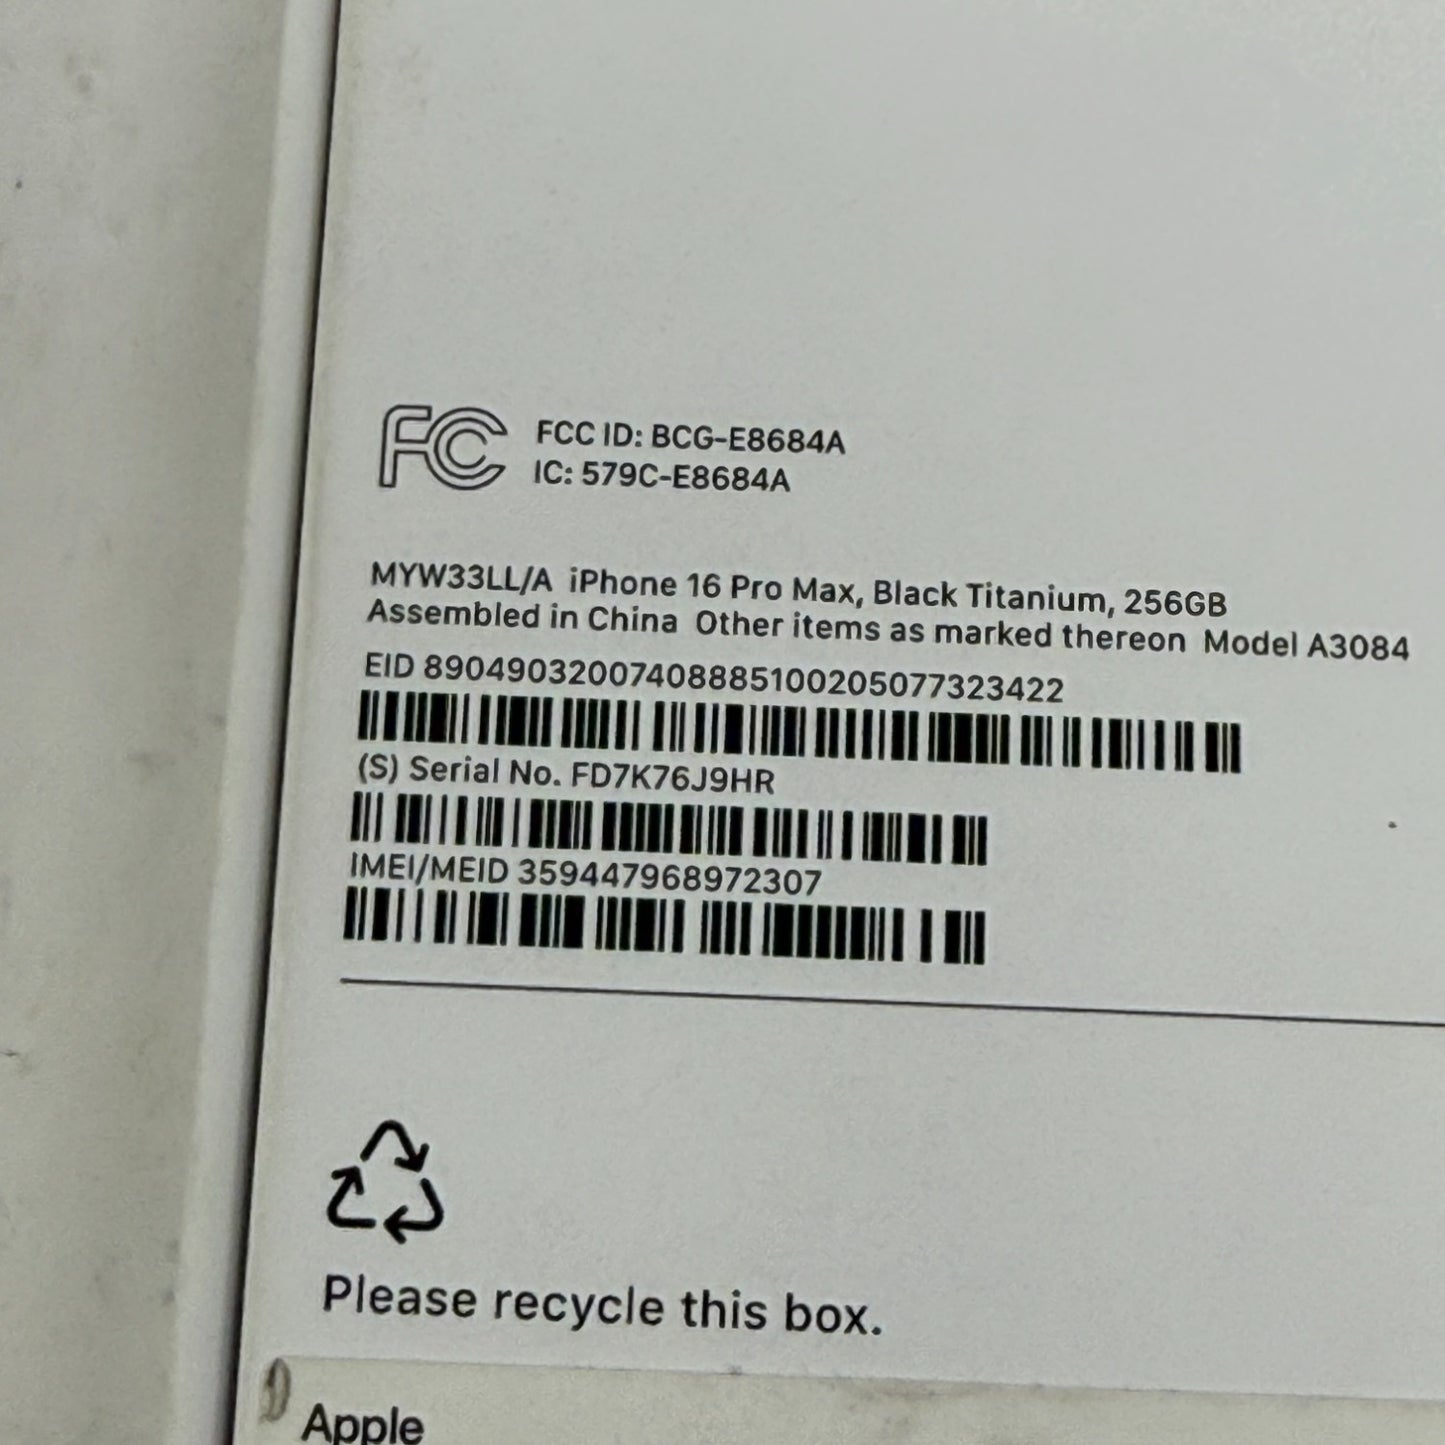 FC FCC ID: BCG-E8684A
IC: 579C-E8684A
MYW33LL/A iPhone 16 Pro Max, Black Titanium, 256GB
Assembled in China Other items as marked thereon Model A3084
EID 89049032007408885100205077323422
(S) Serial No. FD7K76J9HR
IMEI/MEID 359447968972307
Please recycle this box.
Apple